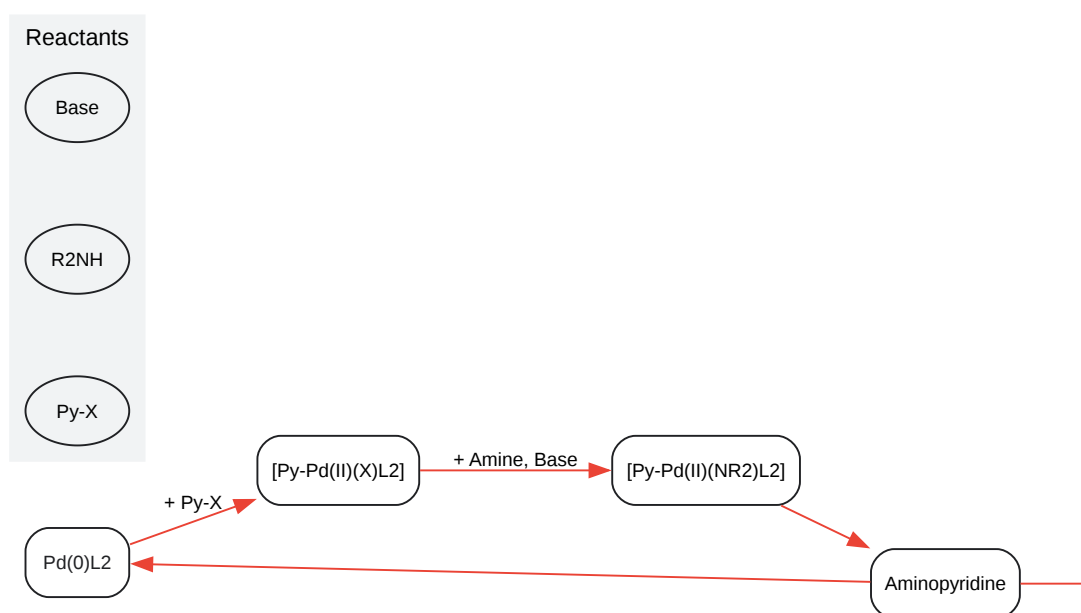 Reactants
Base
R2NH
Py-X
[Py-Pd(II)(X)L2]
+ Amine, Base
[Py-Pd(II)(NR2)L2]
+ Py-X
Pd(0)L2
Aminopyridine